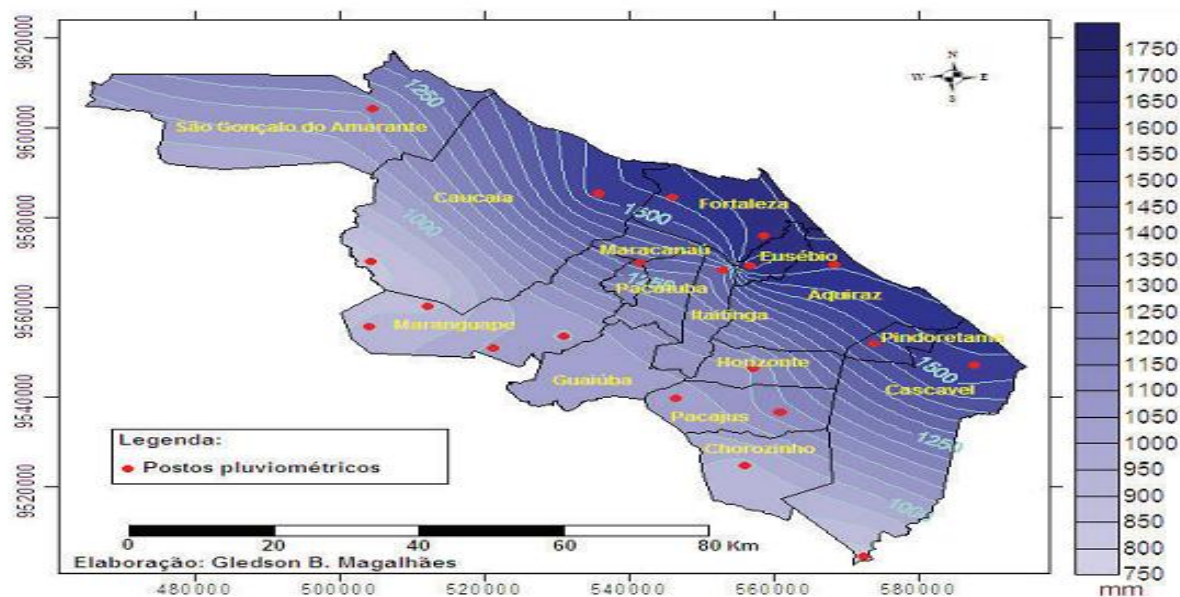 9620000
9600000
9580000
9560000
9540000
9520000
N
W E
S
1250
São Gonçalo do Amarante
Caucaia
1000
1500
Fortaleza
Maracanaú
Eusébio
1250
Pacatuba
Aquiraz
Itaitinga
Maranguape
Pindoretama
Horizonte
1500
Guaiúba
Cascavel
Pacajus
1250
Chorozinho
1000
Legenda:
Postos pluviométricos
0 20 40 60 80 Km
Elaboração: Gledson B. Magalhães
480000 500000 520000 540000 560000 580000
1750
1700
1650
1600
1550
1500
1450
1400
1350
1300
1250
1200
1150
1100
1050
1000
950
900
850
800
750
mm